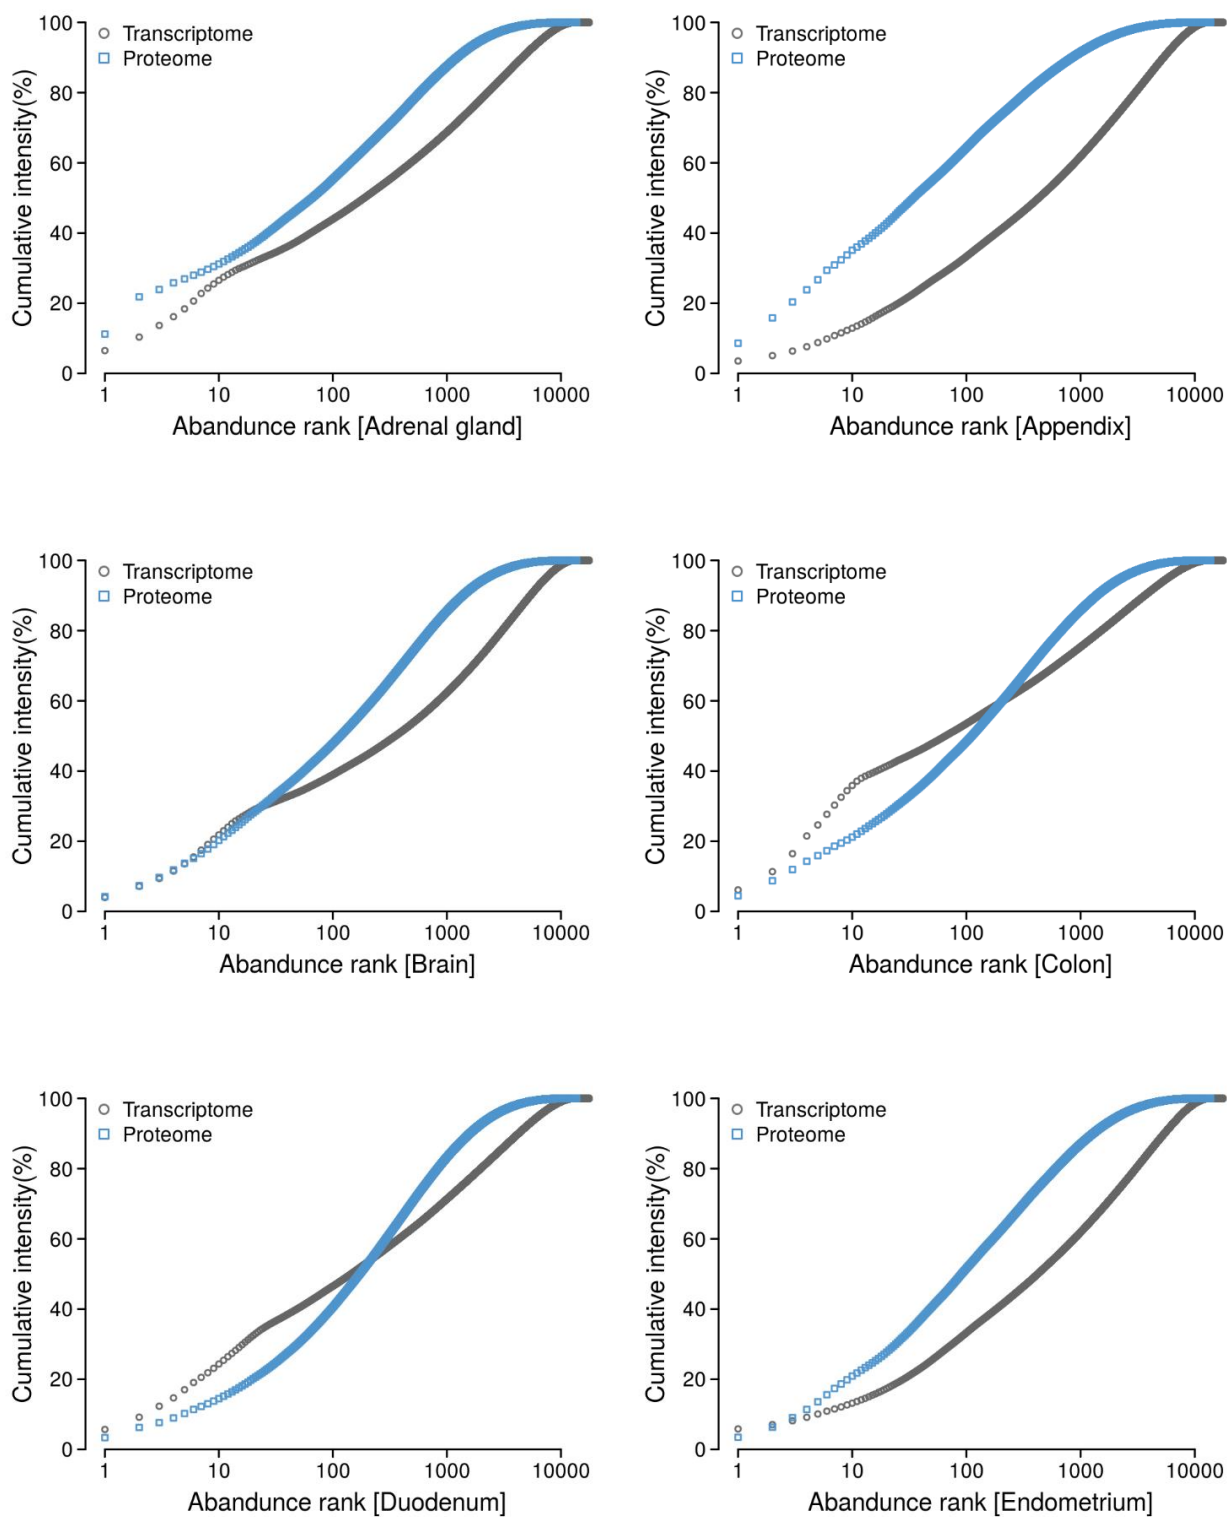 Cumulative intensity(%)
100
80
60
40
20
0
Transcriptome
Proteome
1 10 100 1000 10000
Abandunce rank [Adrenal gland]
Cumulative intensity(%)
100
80
60
40
20
0
Transcriptome
Proteome
1 10 100 1000 10000
Abandunce rank [Appendix]
Cumulative intensity(%)
100
80
60
40
20
0
Transcriptome
Proteome
1 10 100 1000 10000
Abandunce rank [Brain]
Cumulative intensity(%)
100
80
60
40
20
0
Transcriptome
Proteome
1 10 100 1000 10000
Abandunce rank [Colon]
Cumulative intensity(%)
100
80
60
40
20
0
Transcriptome
Proteome
1 10 100 1000 10000
Abandunce rank [Duodenum]
Cumulative intensity(%)
100
80
60
40
20
0
Transcriptome
Proteome
1 10 100 1000 10000
Abandunce rank [Endometrium]